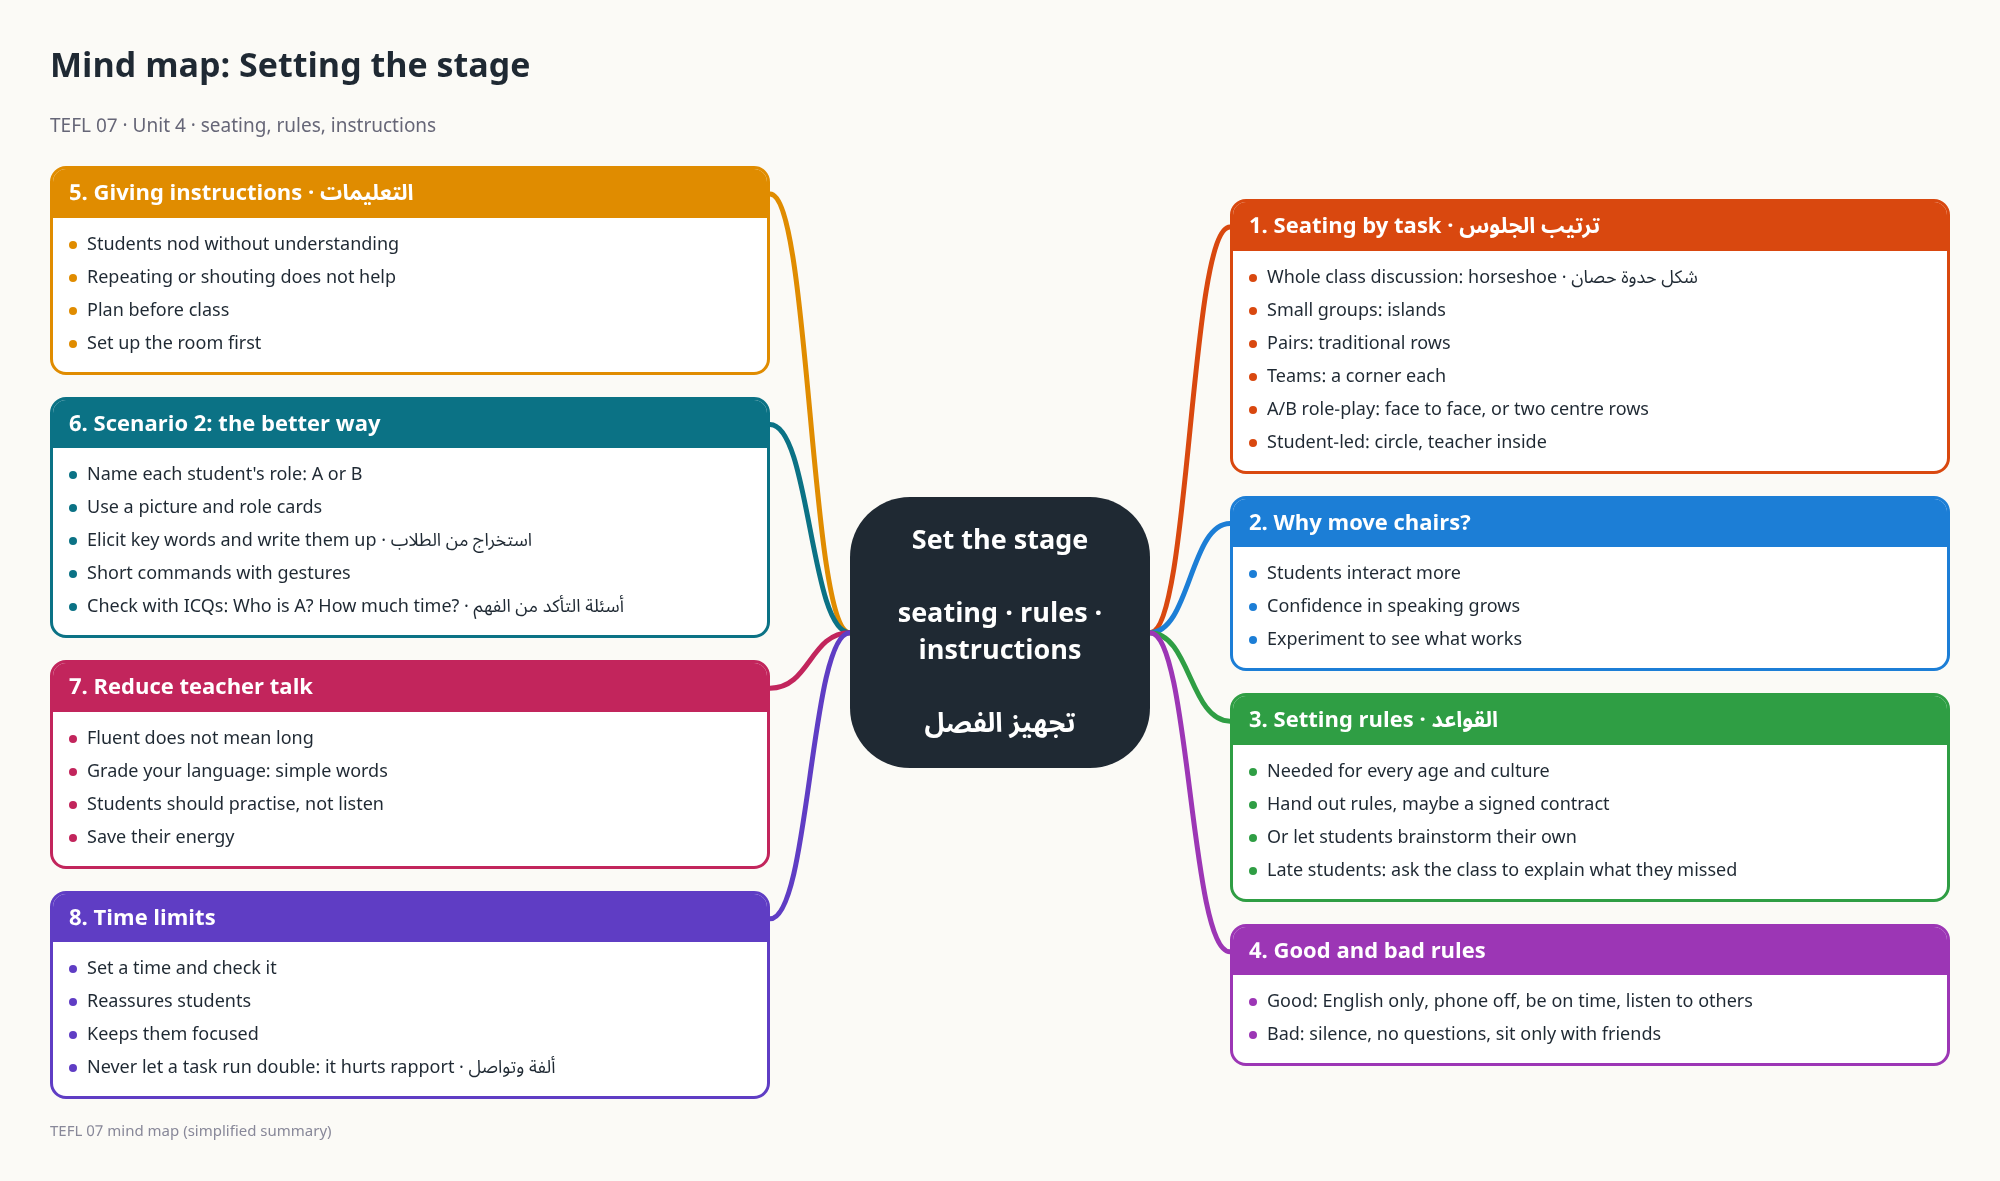 Mind map: Setting the stage
TEFL 07 · Unit 4 · seating, rules, instructions
5. Giving instructions · التعليمات
Students nod without understanding
Repeating or shouting does not help
Plan before class
Set up the room first
6. Scenario 2: the better way
Name each student's role: A or B
Use a picture and role cards
Elicit key words and write them up · استخراج من الطلاب
Short commands with gestures
Check with ICQs: Who is A? How much time? · أسئلة التأكد من الفهم
7. Reduce teacher talk
Fluent does not mean long
Grade your language: simple words
Students should practise, not listen
Save their energy
8. Time limits
Set a time and check it
Reassures students
Keeps them focused
Never let a task run double: it hurts rapport · ألفة وتواصل
Set the stage
seating · rules ·
instructions
تجهيز الفصل
1. Seating by task · ترتيب الجلوس
Whole class discussion: horseshoe · شكل حدوة حصان
Small groups: islands
Pairs: traditional rows
Teams: a corner each
A/B role-play: face to face, or two centre rows
Student-led: circle, teacher inside
2. Why move chairs?
Students interact more
Confidence in speaking grows
Experiment to see what works
3. Setting rules · القواعد
Needed for every age and culture
Hand out rules, maybe a signed contract
Or let students brainstorm their own
Late students: ask the class to explain what they missed
4. Good and bad rules
Good: English only, phone off, be on time, listen to others
Bad: silence, no questions, sit only with friends
TEFL 07 mind map (simplified summary)